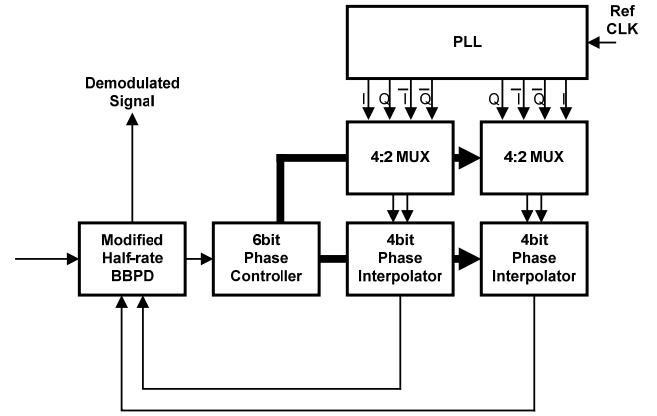 Ref
CLK
PLL
Demodulated
Signal
I Q I̅ Q̅
Q I̅ Q̅ I
4:2 MUX
4:2 MUX
Modified
Half-rate
BBPD
6bit
Phase
Controller
4bit
Phase
Interpolator
4bit
Phase
Interpolator